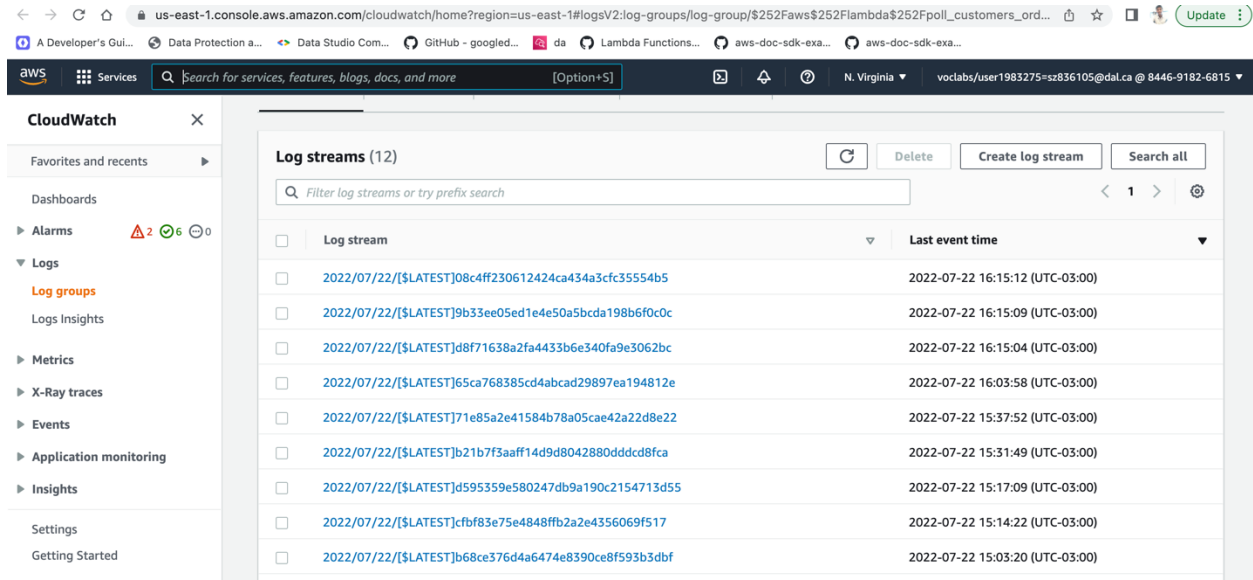 us-east-1.console.aws.amazon.com/cloudwatch/home?region=us-east-1#logsV2:log-groups/log-group/$252Faws$252Flambda$252Fpoll_customers_ord...
Update
A Developer's Gui... Data Protection a... Data Studio Com... GitHub - googled... da Lambda Functions... aws-doc-sdk-exa... aws-doc-sdk-exa...
aws Services Search for services, features, blogs, docs, and more [Option+S] N. Virginia voclabs/user1983275=sz836105@dal.ca @ 8446-9182-6815
CloudWatch
Favorites and recents
Dashboards
Alarms 2 6 0
Logs
Log groups
Logs Insights
Metrics
X-Ray traces
Events
Application monitoring
Insights
Settings
Getting Started
Log streams (12)
Delete Create log stream Search all
Filter log streams or try prefix search
1
Log stream Last event time
2022/07/22/[$LATEST]08c4ff230612424ca434a3cfc35554b5 2022-07-22 16:15:12 (UTC-03:00)
2022/07/22/[$LATEST]9b33ee05ed1e4e50a5bcda198b6f0c0c 2022-07-22 16:15:09 (UTC-03:00)
2022/07/22/[$LATEST]d8f71638a2fa4433b6e340fa9e3062bc 2022-07-22 16:15:04 (UTC-03:00)
2022/07/22/[$LATEST]65ca768385cd4abcad29897ea194812e 2022-07-22 16:03:58 (UTC-03:00)
2022/07/22/[$LATEST]71e85a2e41584b78a05cae42a22d8e22 2022-07-22 15:37:52 (UTC-03:00)
2022/07/22/[$LATEST]b21b7f3aaff14d9d8042880dddcd8fca 2022-07-22 15:31:49 (UTC-03:00)
2022/07/22/[$LATEST]d595359e580247db9a190c2154713d55 2022-07-22 15:17:09 (UTC-03:00)
2022/07/22/[$LATEST]cfbf83e75e4848ffb2a2e4356069f517 2022-07-22 15:14:22 (UTC-03:00)
2022/07/22/[$LATEST]b68ce376d4a6474e8390ce8f593b3dbf 2022-07-22 15:03:20 (UTC-03:00)